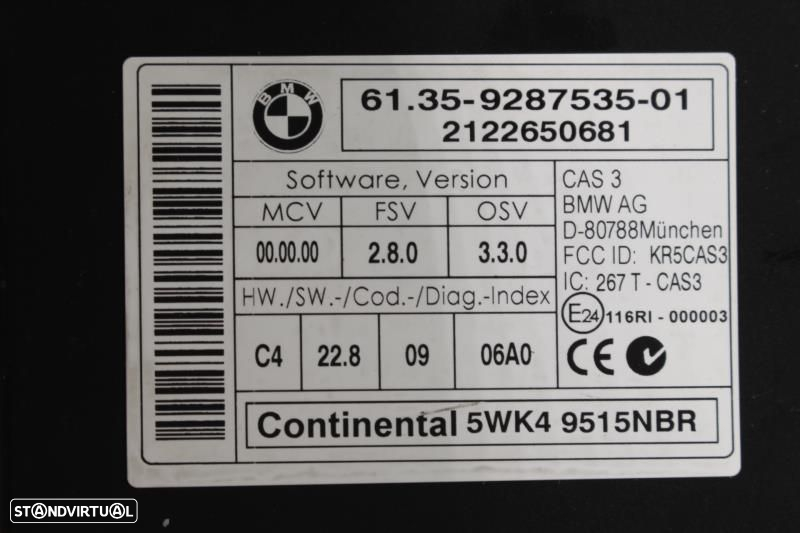 BMW
61.35-9287535-01
2122650681
Software, Version
MCV FSV OSV
00.00.00 2.8.0 3.3.0
HW./SW.-/Cod.-/Diag.-Index
C4 22.8 09 06A0
CAS 3
BMW AG
D-80788München
FCC ID: KR5CAS3
IC: 267 T - CAS3
E24 116RI - 000003
CE
Continental 5WK4 9515NBR
STANDVIRTUAL